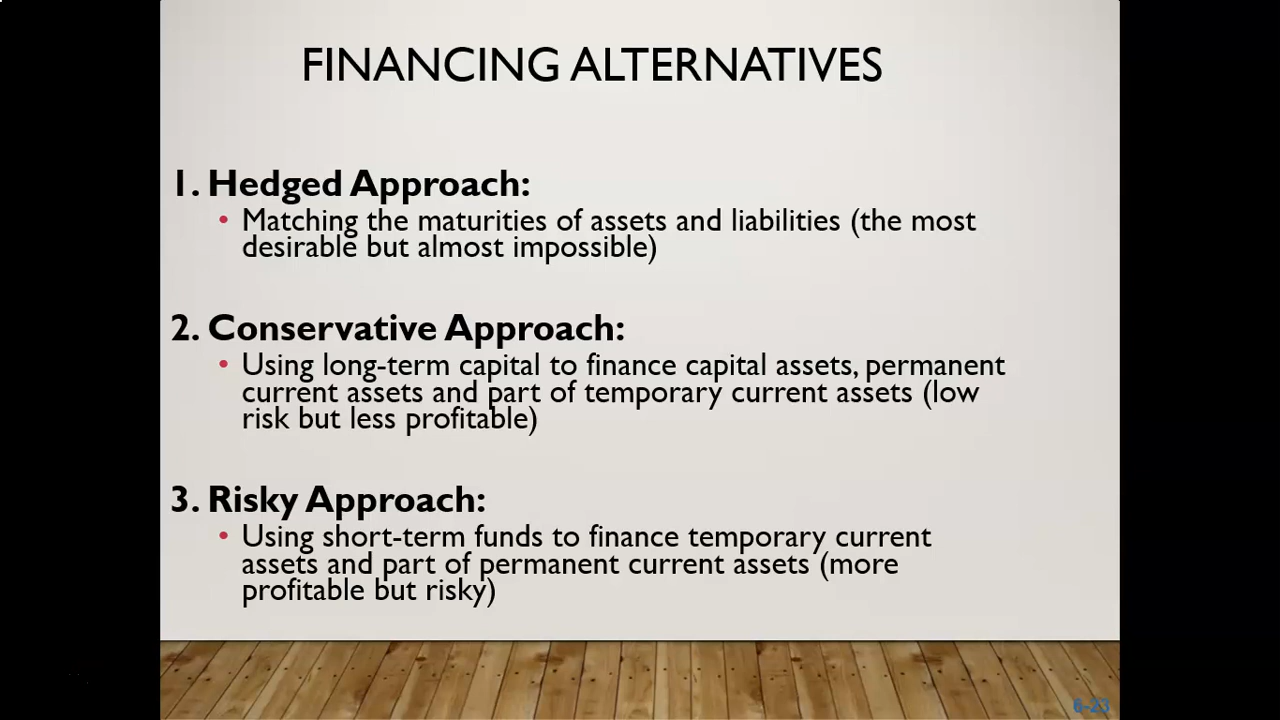 FINANCING ALTERNATIVES
1. Hedged Approach:
• Matching the maturities of assets and liabilities (the most
desirable but almost impossible)
2. Conservative Approach:
• Using long-term capital to finance capital assets, permanent
current assets and part of temporary current assets (low
risk but less profitable)
3. Risky Approach:
• Using short-term funds to finance temporary current
assets and part of permanent current assets (more
profitable but risky)
6-23